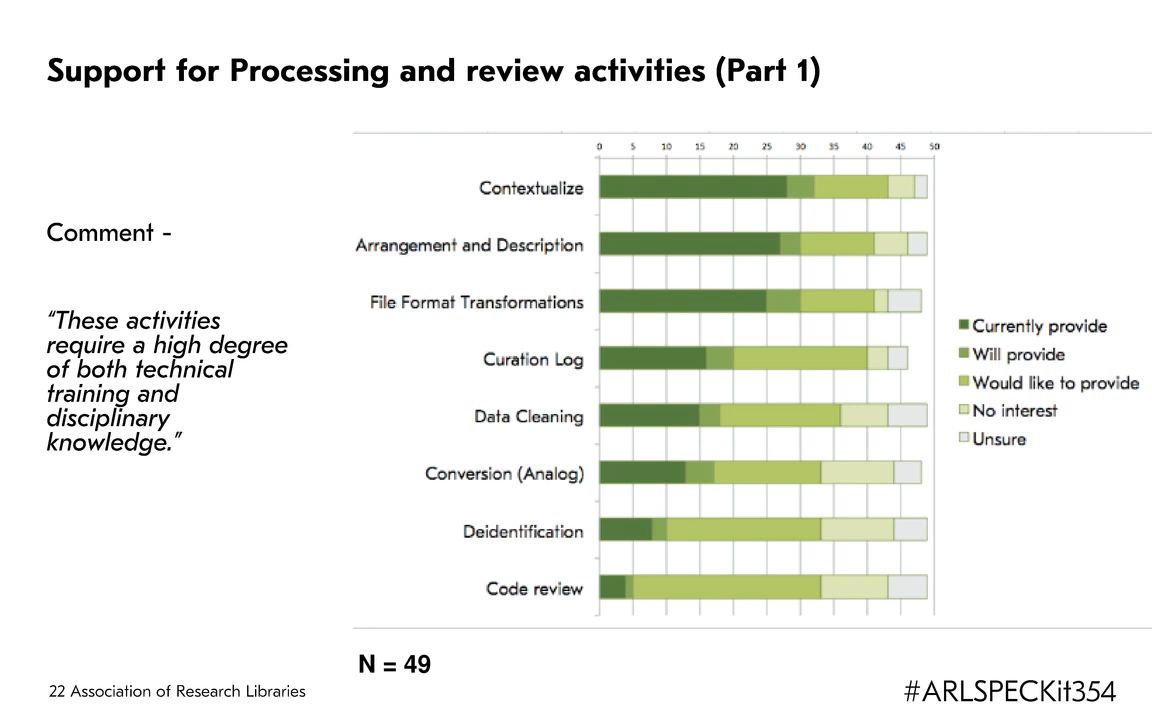 Support for Processing and review activities (Part 1)
Comment -
“These activities
require a high degree
of both technical
training and
disciplinary
knowledge.”
0 5 10 15 20 25 30 35 40 45 50
Contextualize
Arrangement and Description
File Format Transformations
Curation Log
Data Cleaning
Conversion (Analog)
Deidentification
Code review
Currently provide
Will provide
Would like to provide
No interest
Unsure
N = 49
22 Association of Research Libraries
#ARLSPECKit354